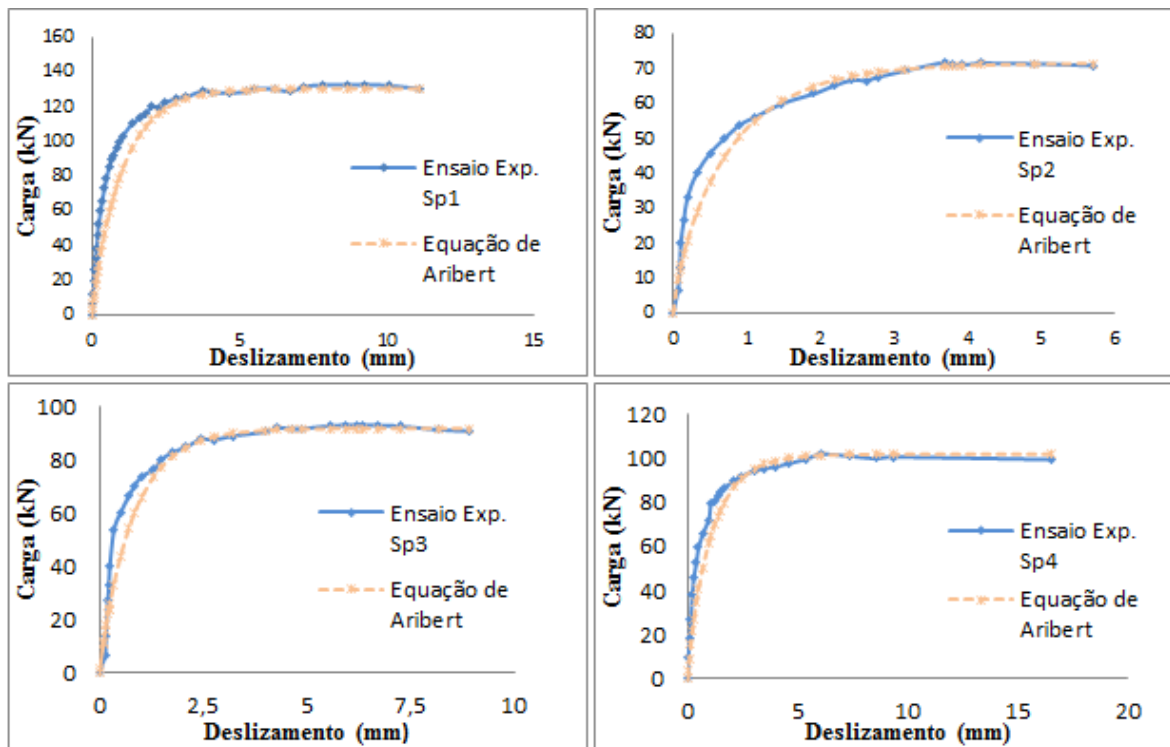 160
140
120
100
80
60
40
20
0
Carga (kN)
Ensaio Exp.
Sp1
Equação de
Aribert
0
5
10
15
Deslizamento (mm)
80
70
60
50
40
30
20
10
0
Carga (kN)
Ensaio Exp.
Sp2
Equação de
Aribert
0
1
2
3
4
5
6
Deslizamento (mm)
100
80
60
40
20
0
Carga (kN)
Ensaio Exp.
Sp3
Equação de
Aribert
0
2,5
5
7,5
10
Deslizamento (mm)
120
100
80
60
40
20
0
Carga (kN)
Ensaio Exp.
Sp4
Equação de
Aribert
0
5
10
15
20
Deslizamento (mm)